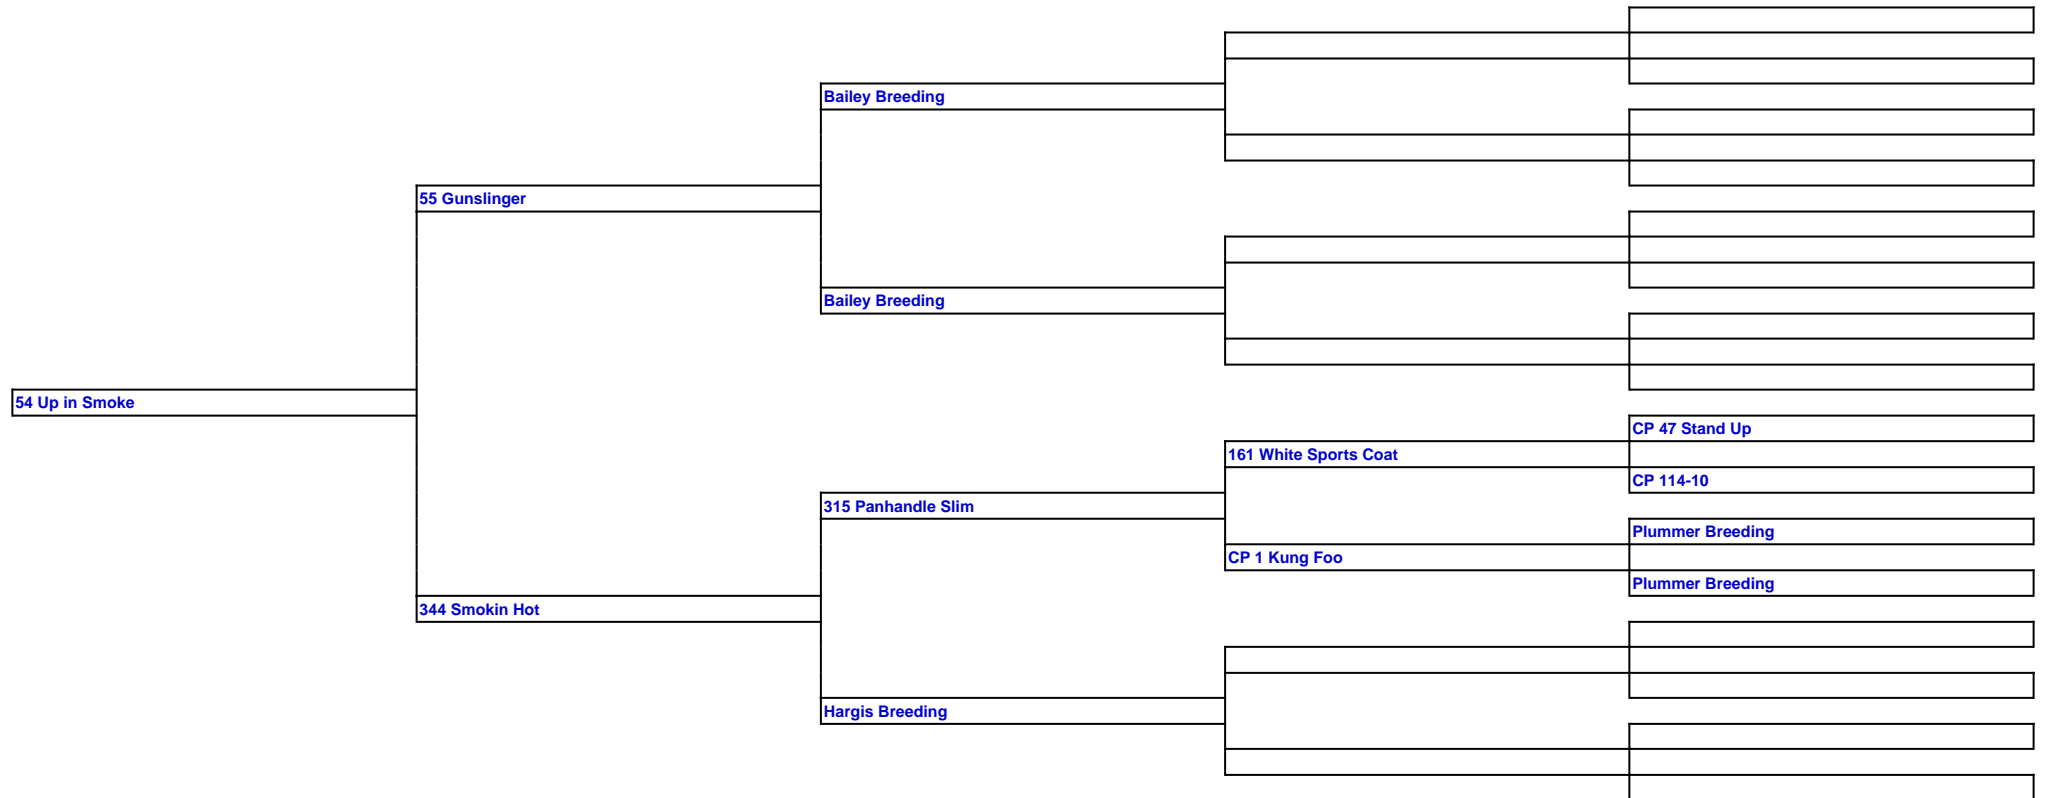 Bailey Breeding
55 Gunslinger
Bailey Breeding
54 Up in Smoke
CP 47 Stand Up
161 White Sports Coat
CP 114-10
315 Panhandle Slim
Plummer Breeding
CP 1 Kung Foo
Plummer Breeding
344 Smokin Hot
Hargis Breeding